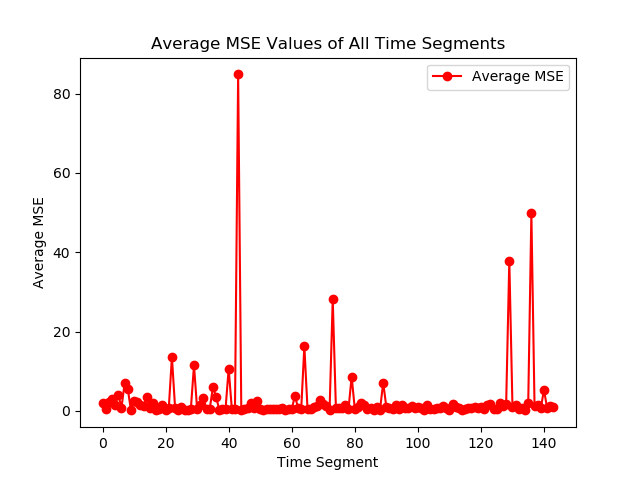 Average MSE Values of All Time Segments
Average MSE
80
60
40
20
0
Average MSE
0 20 40 60 80 100 120 140
Time Segment